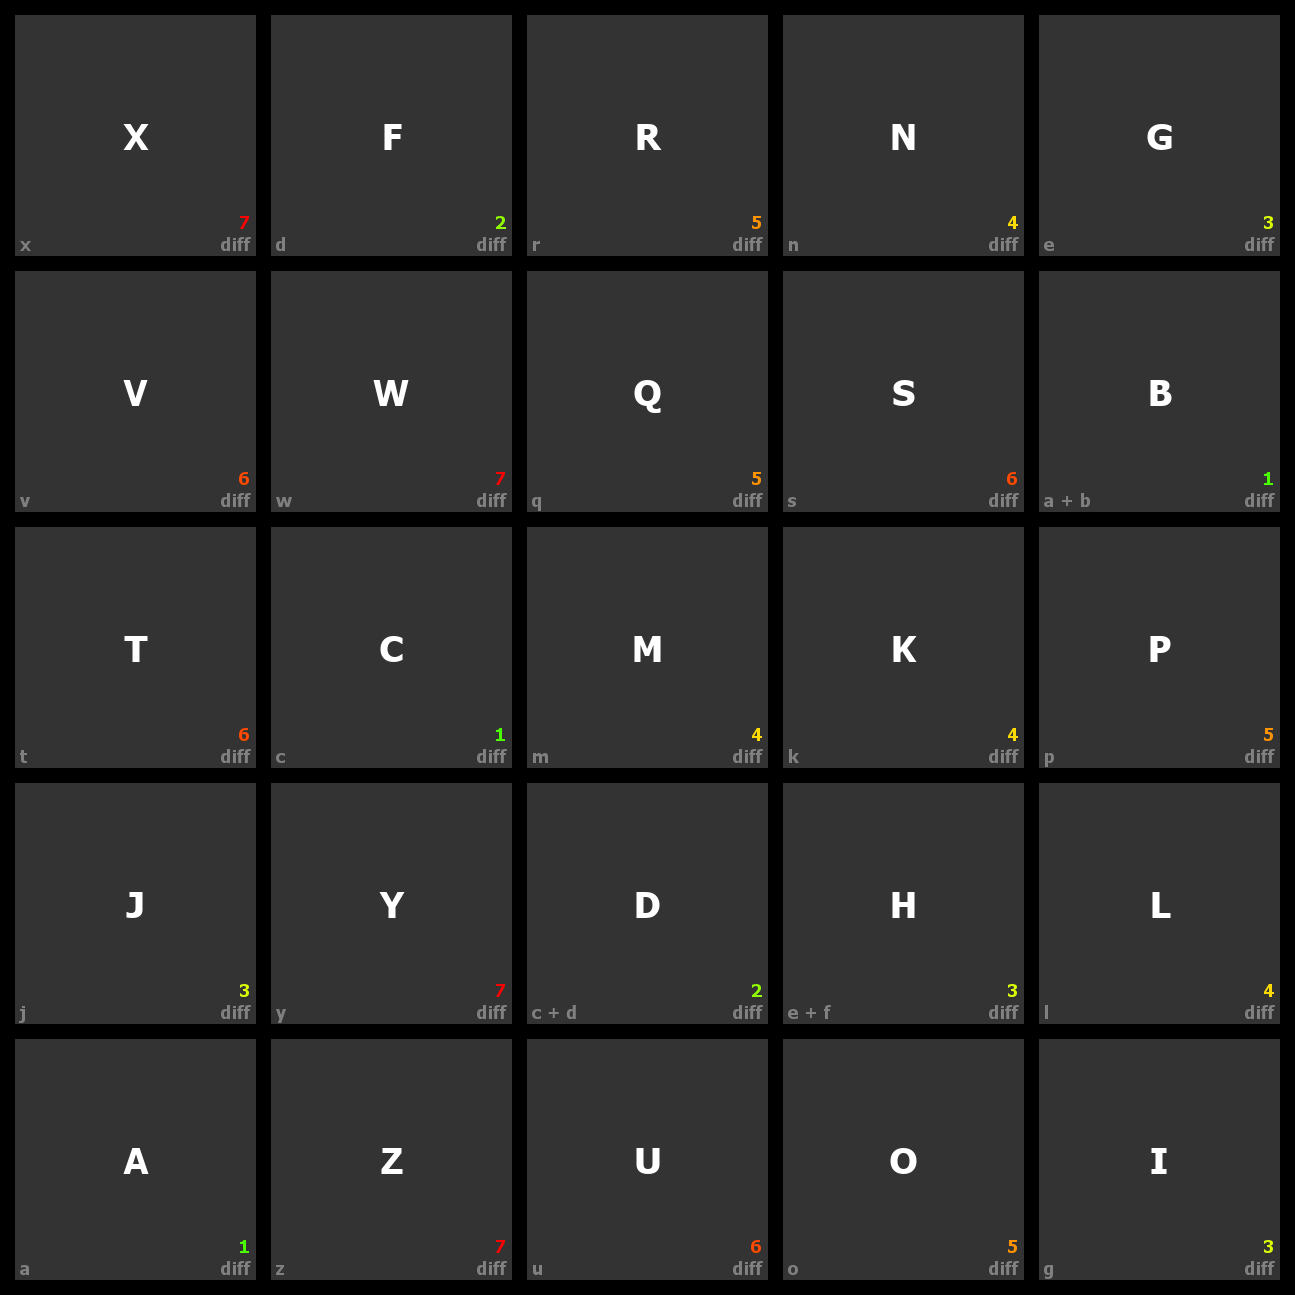 X
7
x diff
F
2
d diff
R
5
r diff
N
4
n diff
G
3
e diff
V
6
v diff
W
7
w diff
Q
5
q diff
S
6
s diff
B
1
a + b diff
T
6
t diff
C
1
c diff
M
4
m diff
K
4
k diff
P
5
p diff
J
3
j diff
Y
7
y diff
D
2
c + d diff
H
3
e + f diff
L
4
l diff
A
1
a diff
Z
7
z diff
U
6
u diff
O
5
o diff
I
3
g diff